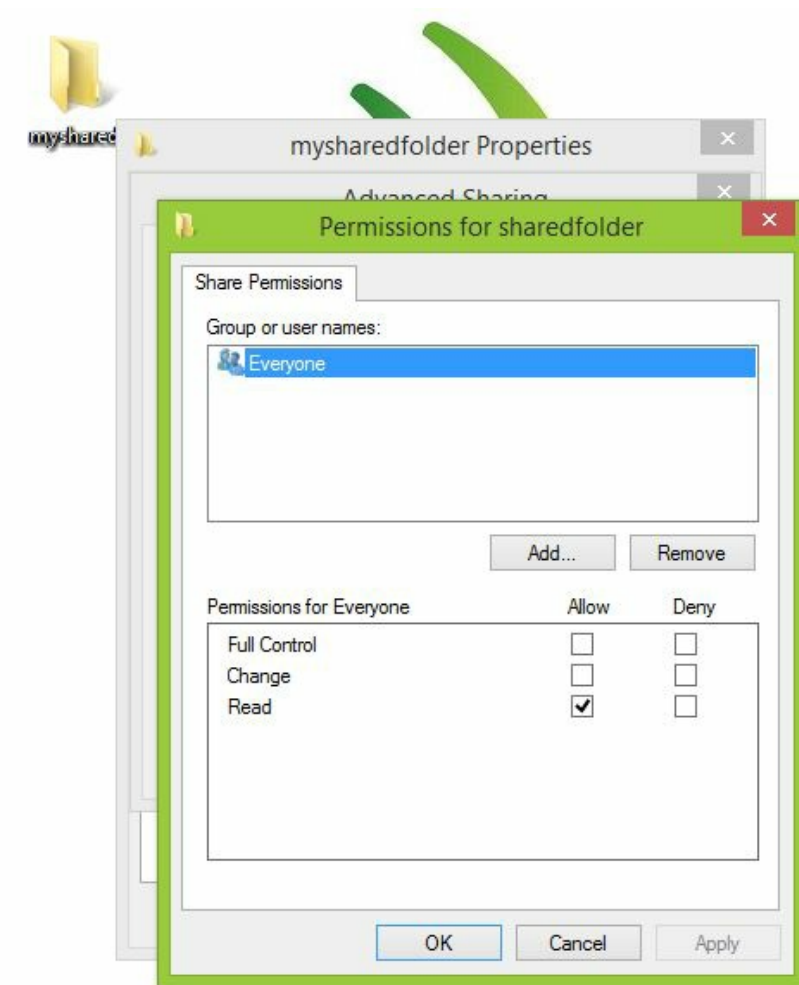 myshared
mysharedfolder Properties
Advanced Sharing
Permissions for sharedfolder
Share Permissions
Group or user names:
Everyone
Add... Remove
Permissions for Everyone Allow Deny
Full Control
Change
Read
OK Cancel Apply